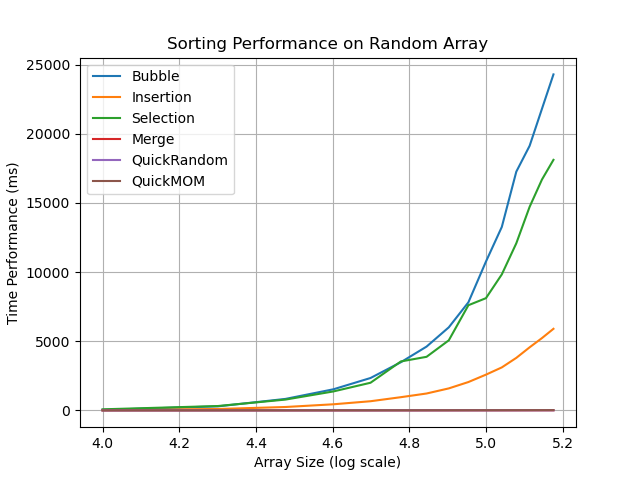 Sorting Performance on Random Array
Time Performance (ms)
25000
20000
15000
10000
5000
0
Bubble
Insertion
Selection
Merge
QuickRandom
QuickMOM
4.0 4.2 4.4 4.6 4.8 5.0 5.2
Array Size (log scale)